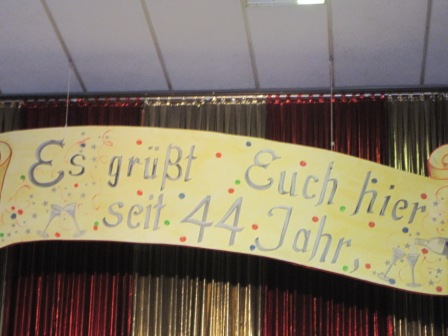 Es grüßt Euch hier
seit 44 Jahr,